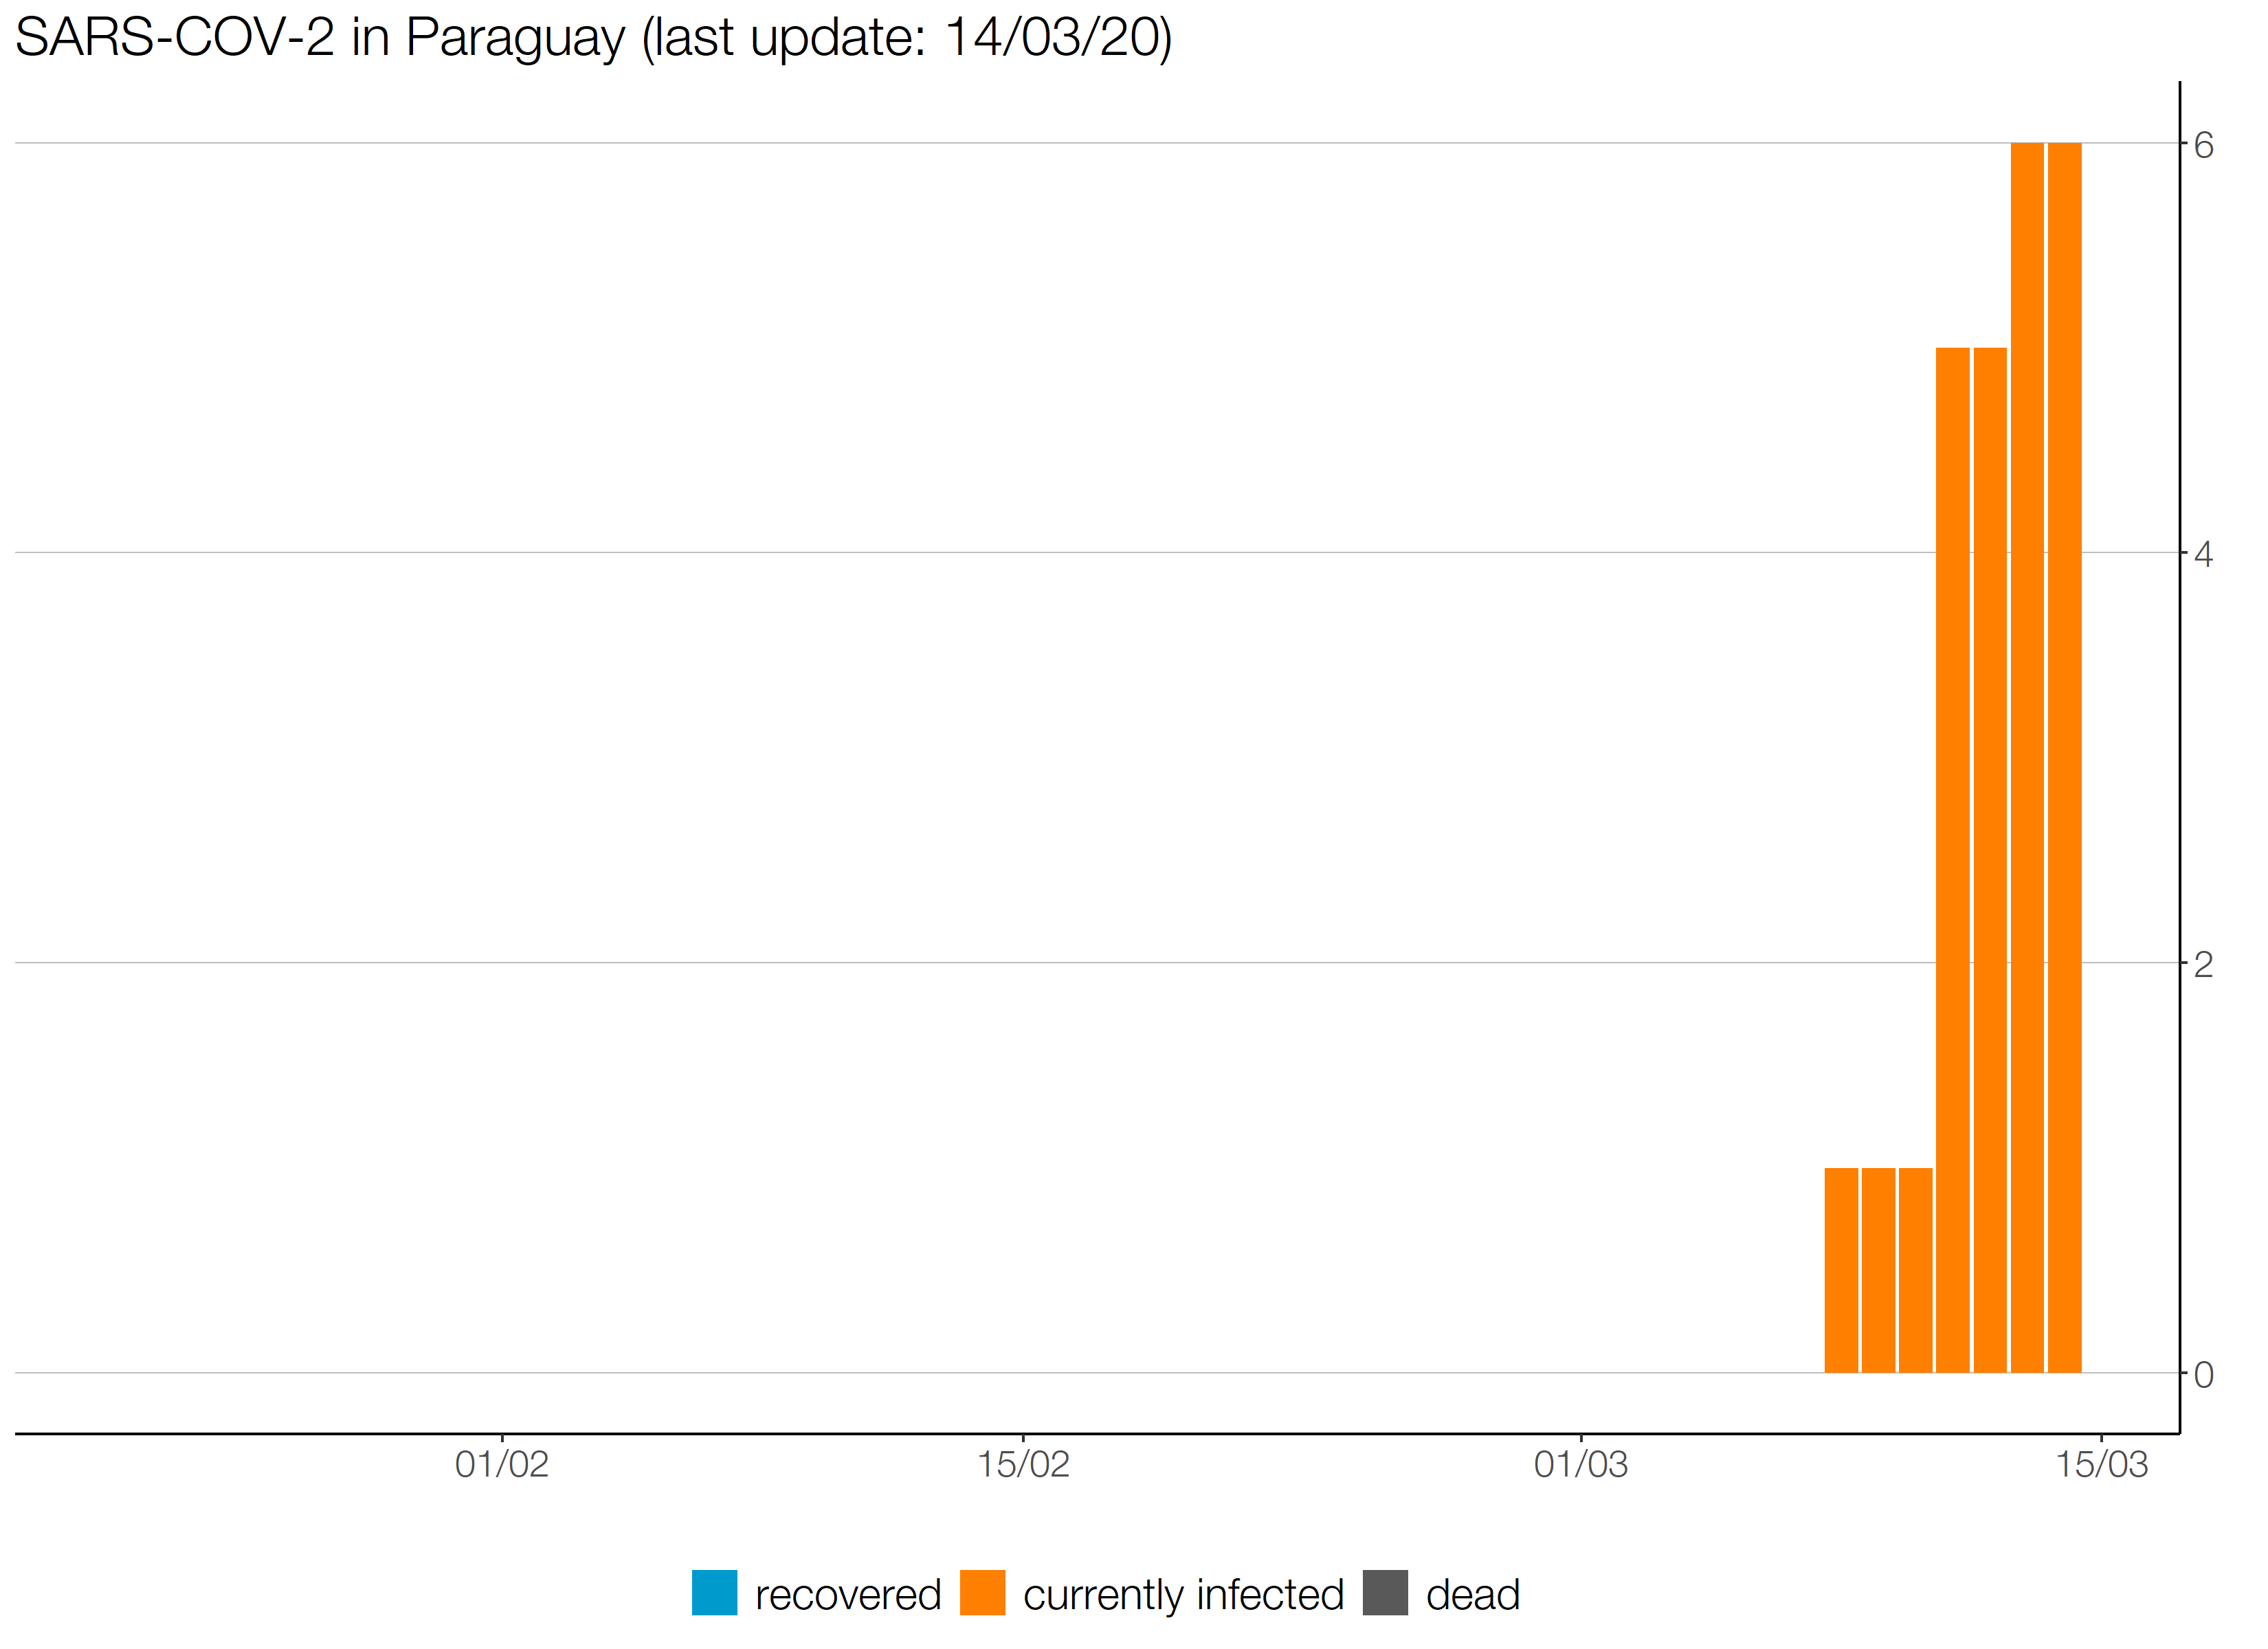 SARS-COV-2 in Paraguay (last update: 14/03/20)
6
4
2
0
01/02 15/02 01/03 15/03
recovered currently infected dead